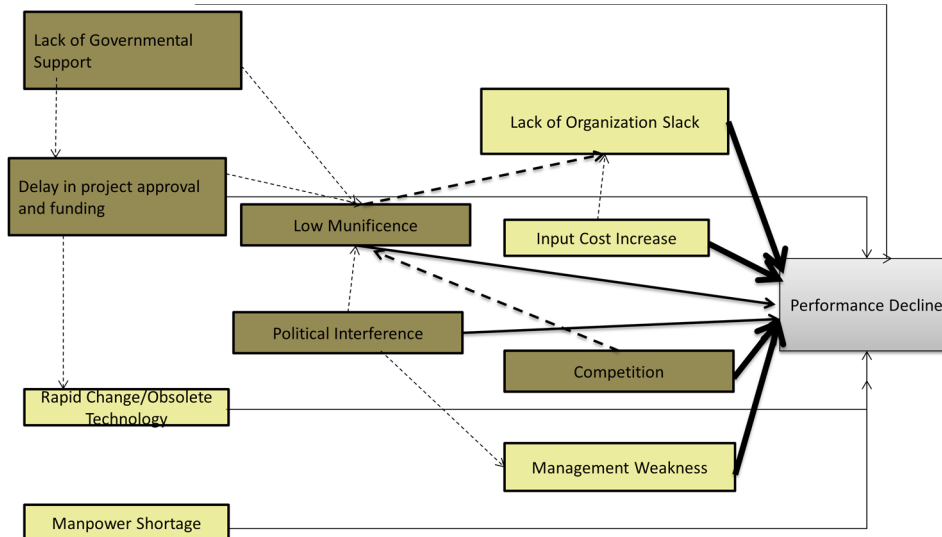 Lack of Governmental
Support
Lack of Organization Slack
Delay in project approval
and funding
Low Munificence
Input Cost Increase
Performance Decline
Political Interference
Competition
Rapid Change/Obsolete
Technology
Management Weakness
Manpower Shortage